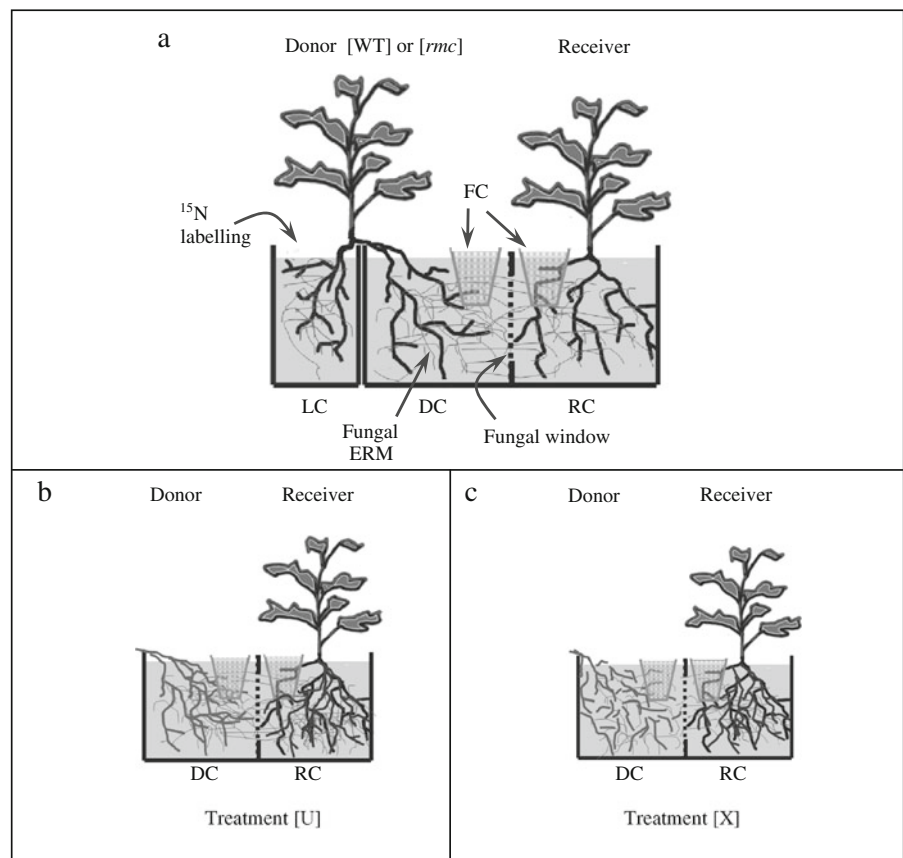 a
Donor [WT] or [rmc]
Receiver
FC
¹⁵N
labelling
LC
DC
RC
Fungal
ERM
Fungal window
b
Donor
Receiver
DC
RC
Treatment [U]
c
Donor
Receiver
DC
RC
Treatment [X]